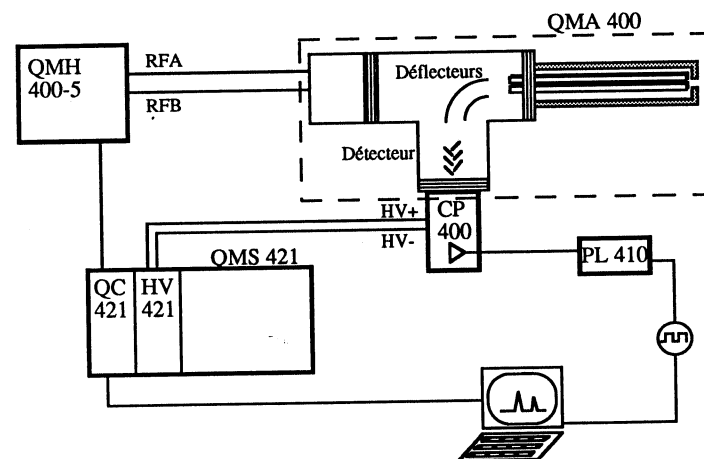 QMA 400
QMH
400-5
RFA
RFB
Déflecteurs
Détecteur
HV+
HV-
CP
400
PL 410
QMS 421
QC
421
HV
421